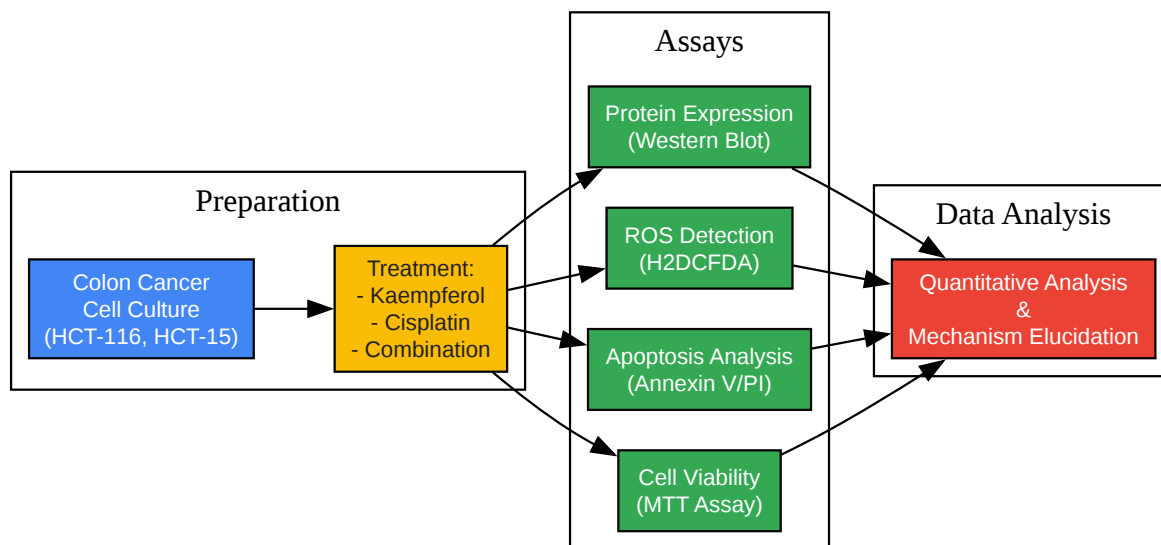 Preparation
Colon Cancer
Cell Culture
(HCT-116, HCT-15)
Treatment:
- Kaempferol
- Cisplatin
- Combination
Assays
Protein Expression
(Western Blot)
ROS Detection
(H2DCFDA)
Apoptosis Analysis
(Annexin V/PI)
Cell Viability
(MTT Assay)
Data Analysis
Quantitative Analysis
&
Mechanism Elucidation